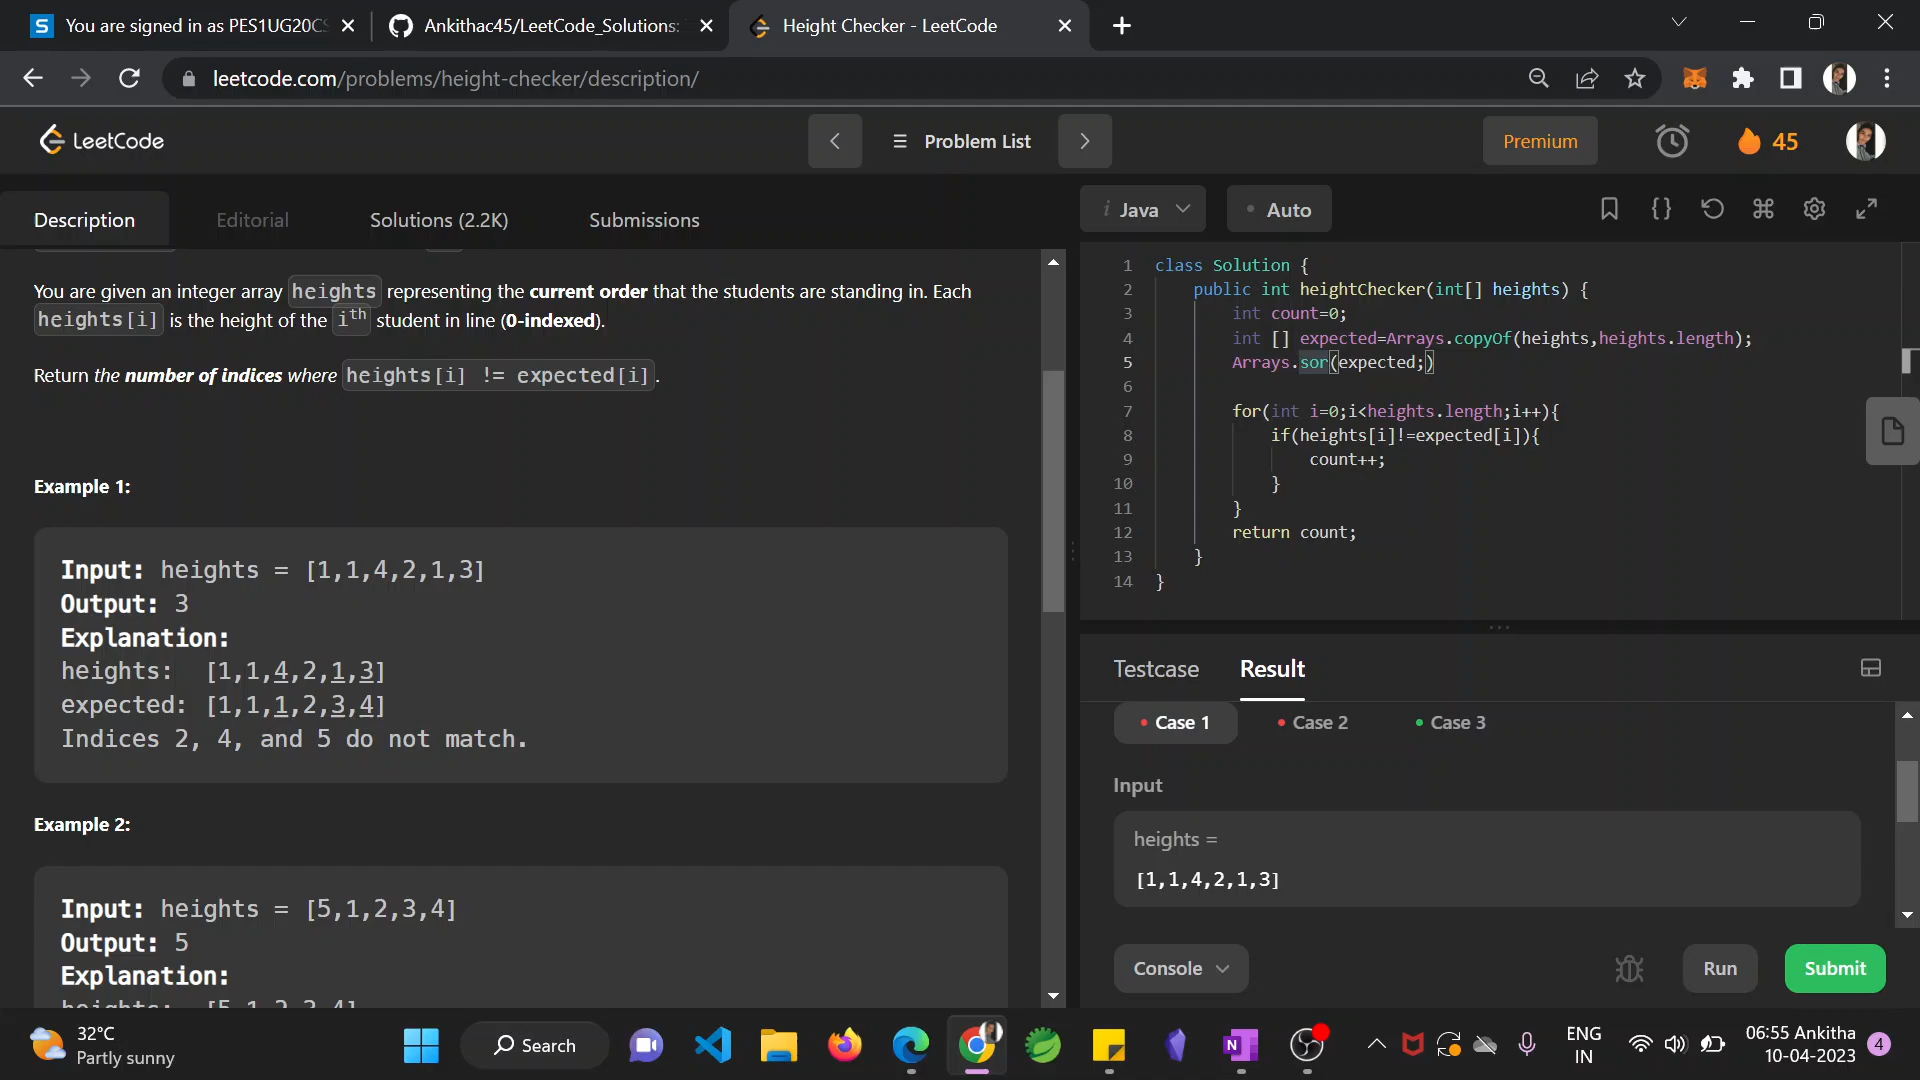 You are signed in as PES1UG20CS
Ankithac45/LeetCode_Solutions:
Height Checker - LeetCode
leetcode.com/problems/height-checker/description/
LeetCode
Problem List
Premium
45
Description
Editorial
Solutions (2.2K)
Submissions
i Java
Auto
You are given an integer array heights representing the current order that the students are standing in. Each
heights[i] is the height of the ith student in line (0-indexed).
Return the number of indices where heights[i] != expected[i].
Example 1:
Input: heights = [1,1,4,2,1,3]
Output: 3
Explanation:
heights: [1,1,4,2,1,3]
expected: [1,1,1,2,3,4]
Indices 2, 4, and 5 do not match.
Example 2:
Input: heights = [5,1,2,3,4]
Output: 5
Explanation:
heights: [5,1,2,3,4]
1 class Solution {
2 public int heightChecker(int[] heights) {
3 int count=0;
4 int [] expected=Arrays.copyOf(heights,heights.length);
5 Arrays.sor(expected;)
6
7 for(int i=0;i<heights.length;i++){
8 if(heights[i]!=expected[i]){
9 count++;
10 }
11 }
12 return count;
13 }
14 }
Testcase
Result
Case 1
Case 2
Case 3
Input
heights =
[1,1,4,2,1,3]
Console
Run
Submit
32°C
Partly sunny
Search
N
ENG
IN
06:55 Ankitha
10-04-2023
4